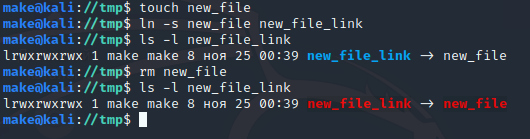 make@kali://tmp$ touch new_file
make@kali://tmp$ ln -s new_file new_file_link
make@kali://tmp$ ls -l new_file_link
lrwxrwxrwx 1 make make 8 ноя 25 00:39 new_file_link -> new_file
make@kali://tmp$ rm new_file
make@kali://tmp$ ls -l new_file_link
lrwxrwxrwx 1 make make 8 ноя 25 00:39 new_file_link -> new_file
make@kali://tmp$